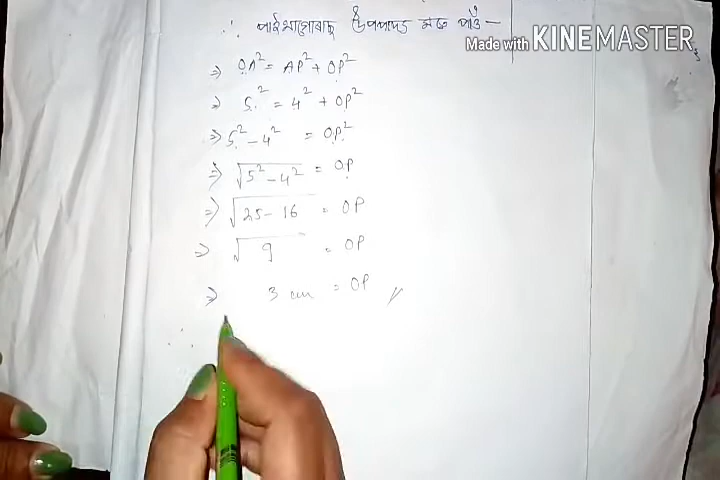 ∴ পাইথাগোৰাছ উপপাদ্যৰ মতে পাওঁ —
Made with KINEMASTER
⇒ OA² = AP² + OP²
⇒ 5² = 4² + OP²
⇒ 5² - 4² = OP²
⇒ √5² - 4² = OP
⇒ √25 - 16 = OP
⇒ √9 = OP
⇒ 3 cm = OP //